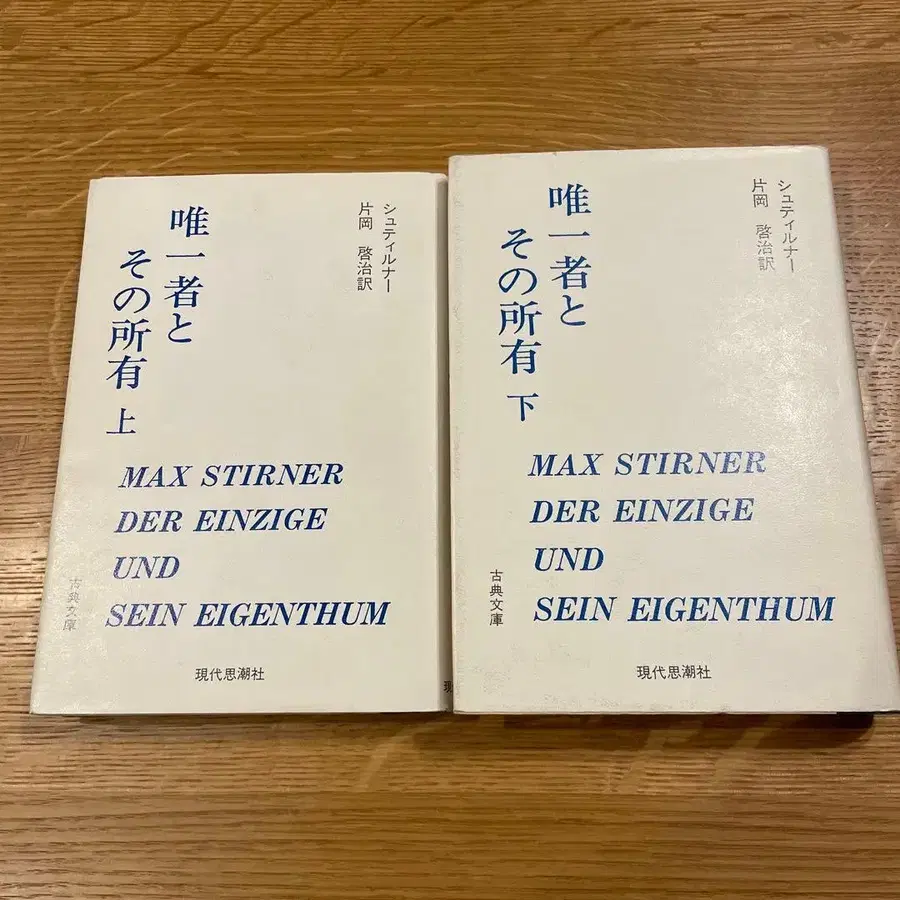 シュティルナー
片岡 啓治訳
唯一者と
その所有 上
MAX STIRNER
DER EINZIGE
UND
SEIN EIGENTHUM
古典文庫
現代思潮社
シュティルナー
片岡 啓治訳
唯一者と
その所有 下
MAX STIRNER
DER EINZIGE
UND
SEIN EIGENTHUM
古典文庫
現代思潮社